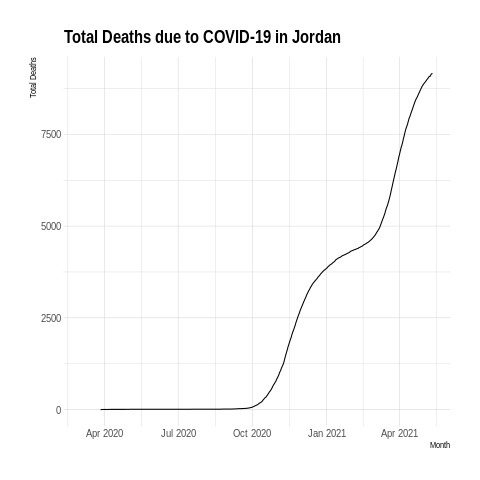 Total Deaths due to COVID-19 in Jordan
Total Deaths
7500
5000
2500
0
Apr 2020 Jul 2020 Oct 2020 Jan 2021 Apr 2021
Month